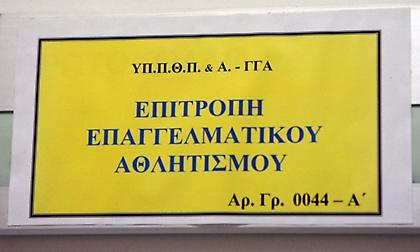 ΥΠ.Π.Θ.Π. & Α. - ΓΓΑ
ΕΠΙΤΡΟΠΗ
ΕΠΑΓΓΕΛΜΑΤΙΚΟΥ
ΑΘΛΗΤΙΣΜΟΥ
Αρ. Γρ. 0044 – Α΄